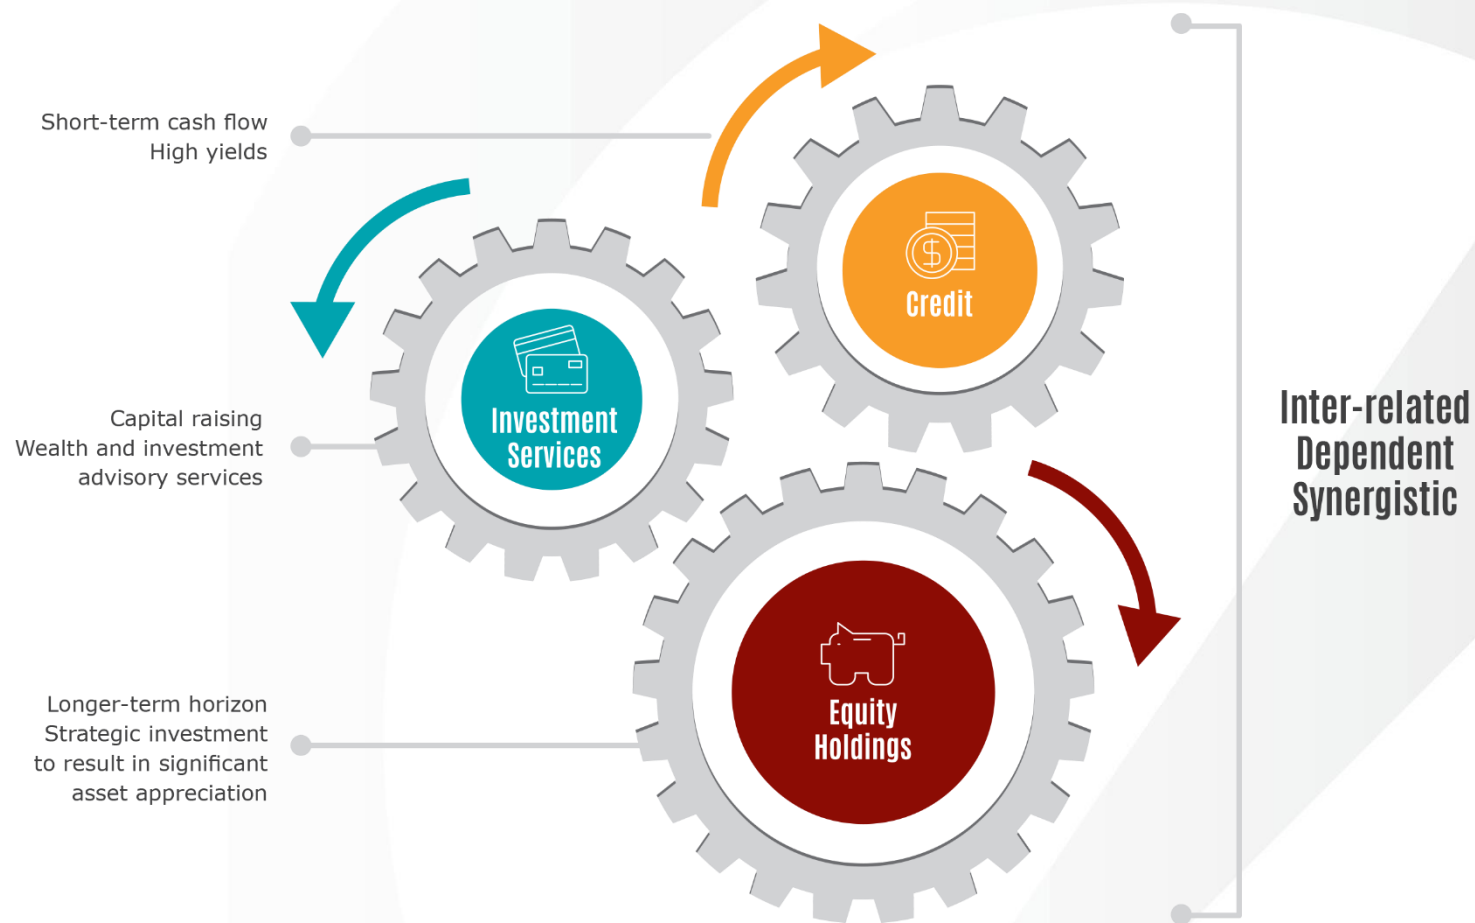 Short-term cash flow
High yields
Credit
Capital raising
Wealth and investment
advisory services
Investment
Services
Longer-term horizon
Strategic investment
to result in significant
asset appreciation
Equity
Holdings
Inter-related
Dependent
Synergistic